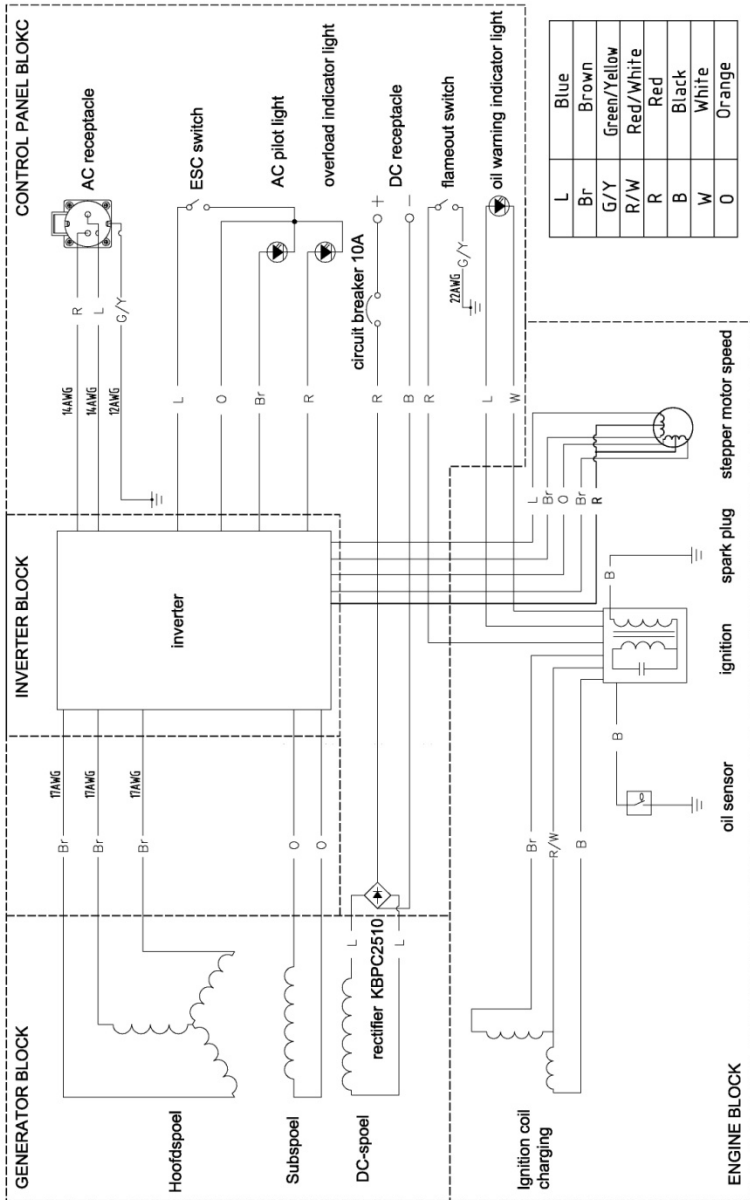 GENERATOR BLOCK
INVERTER BLOCK
CONTROL PANEL BLOKC
Hoofdspoel
Br
17AWG
Br
17AWG
Br
17AWG
inverter
14AWG
R
14AWG
L
12AWG
G/Y
AC receptacle
L
ESC switch
O
Br
AC pilot light
R
overload indicator light
Subspoel
O
O
DC-spoel
L
L
rectifier KBPC2510
R
circuit breaker 10A
+
B
−
DC receptacle
R
22AWG
G/Y
flameout switch
L
W
oil warning indicator light
Ignition coil
charging
Br
R/W
B
B
B
L
Br
O
Br
R
oil sensor
ignition
spark plug
stepper motor speed
ENGINE BLOCK
L Blue
Br Brown
G/Y Green/Yellow
R/W Red/White
R Red
B Black
W White
O Orange